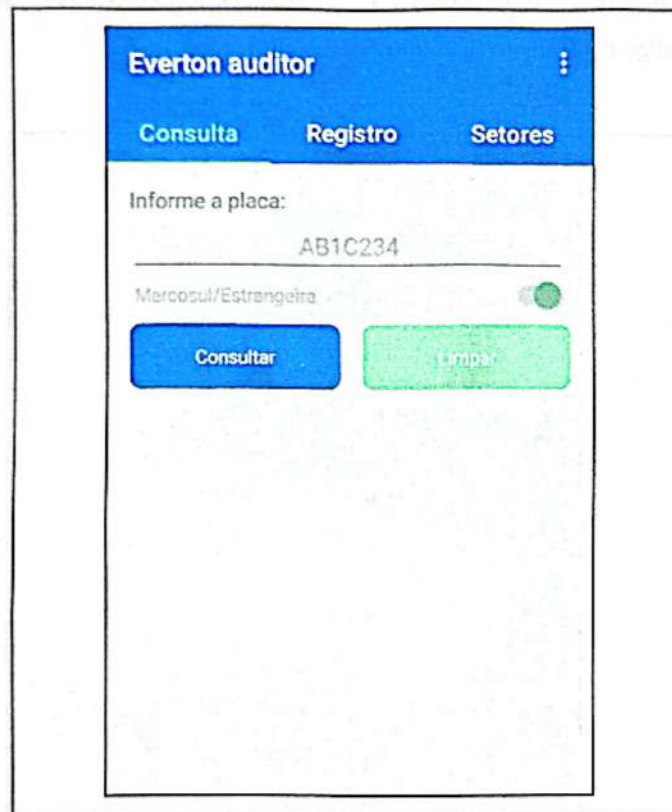 Everton auditor
Consulta Registro Setores
Informe a placa:
AB1C234
Mercosul/Estrangeira
Consultar Limpar